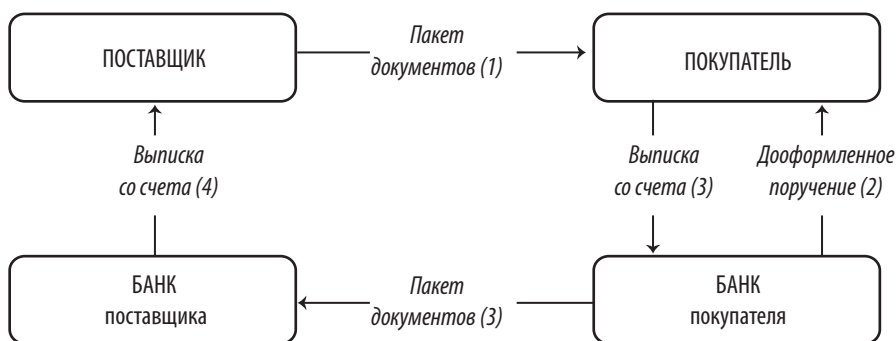 ПОСТАВЩИК
Пакет
документов (1)
ПОКУПАТЕЛЬ
Выписка
со счета (4)
Выписка
со счета (3)
Дооформленное
поручение (2)
БАНК
поставщика
Пакет
документов (3)
БАНК
покупателя